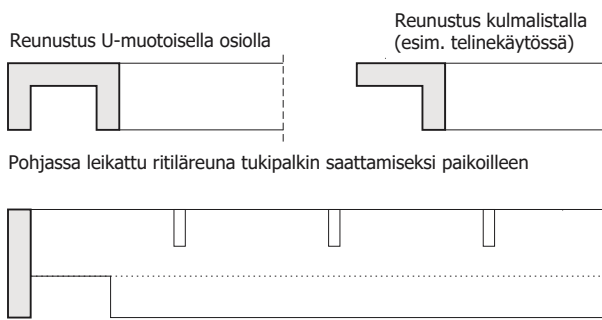 Reunustus U-muotoisella osiolla
Reunustus kulmalistalla
(esim. telinekäytössä)
Pohjassa leikattu ritiläreuna tukipalkin saattamiseksi paikoilleen